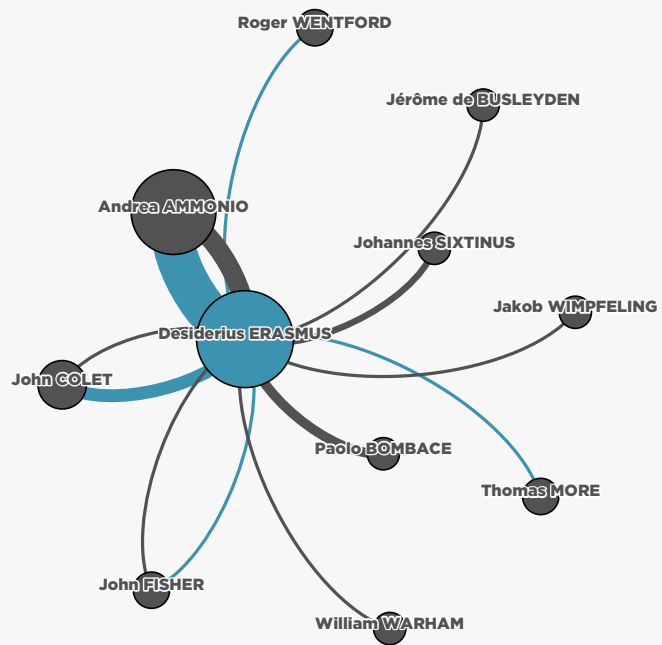 Roger WENTFORD
Jérôme de BUSLEYDEN
Andrea AMMONIO
Johannes SIXTINUS
Jakob WIMPFELING
Desiderius ERASMUS
John COLET
Paolo BOMBACE
Thomas MORE
John FISHER
William WARHAM